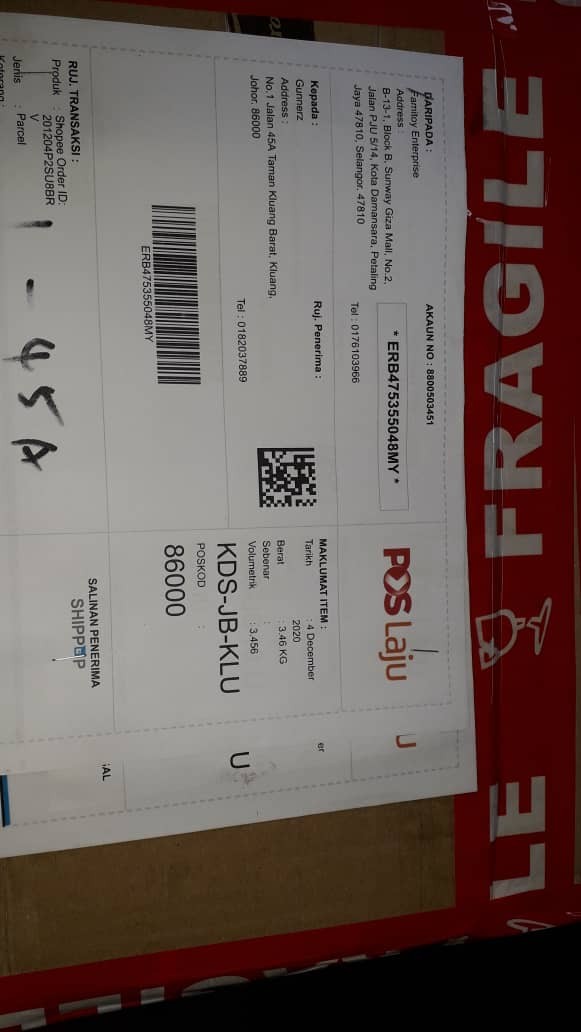 FRAGILE
LE
DARIPADA :
Famitoy Enterprise
Address :
B-13-1, Block B, Sunway Giza Mall, No.2,
Jalan PJU 5/14, Kota Damansara, Petaling
Jaya 47810, Selangor. 47810
AKAUN NO : 8800503451
* ERB475355048MY *
Tel : 0176103966
POS Laju
Kepada :
Gunnerz
Address :
No.1 Jalan 45A Taman Kluang Barat, Kluang,
Johor. 86000
Ruj. Penerima :
Tel : 0182037889
ERB475355048MY
MAKLUMAT ITEM :
Tarikh : 4 December
2020
Berat : 3.46 KG
Sebenar :
Volumetrik : 3.456
KDS-JB-KLU
POSKOD :
86000
RUJ. TRANSAKSI :
Produk : Shopee Order ID:
201204P2SU8BR
V
Jenis : Parcel
1 - 45A
SALINAN PENERIMA
SHIPPOP
U
er
U